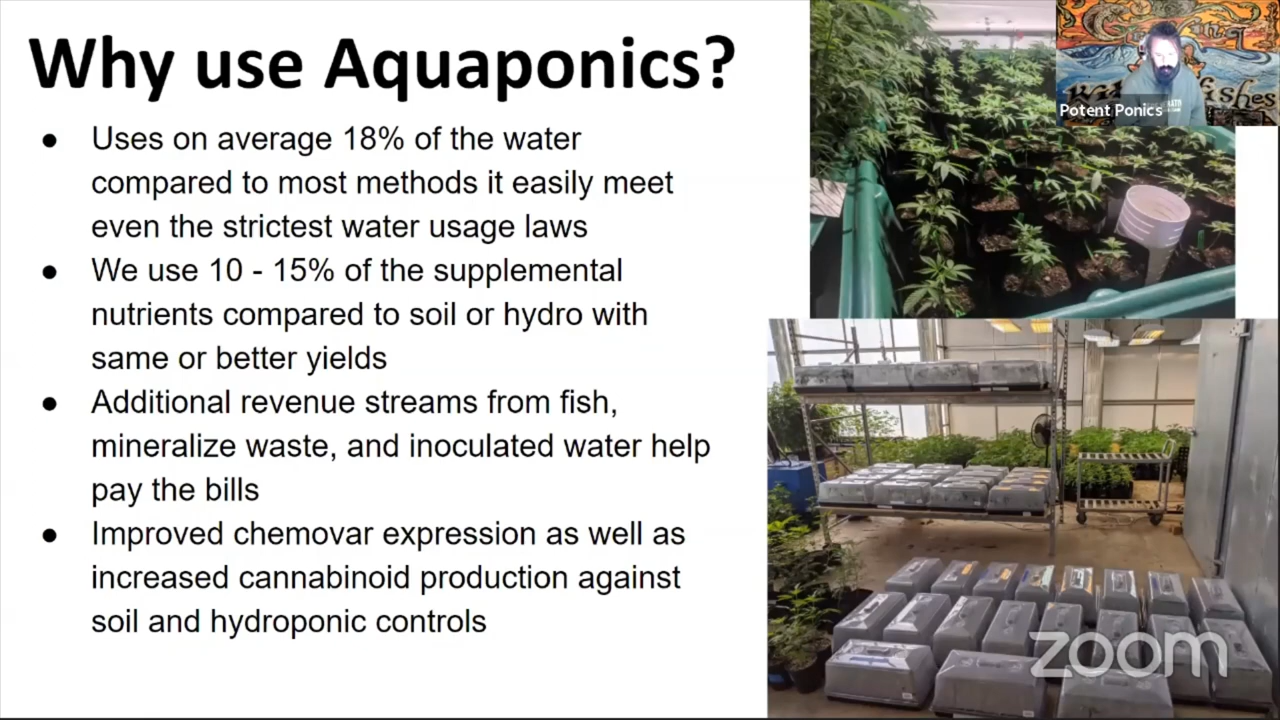 Why use Aquaponics?
● Uses on average 18% of the water
compared to most methods it easily meet
even the strictest water usage laws
● We use 10 - 15% of the supplemental
nutrients compared to soil or hydro with
same or better yields
● Additional revenue streams from fish,
mineralize waste, and inoculated water help
pay the bills
● Improved chemovar expression as well as
increased cannabinoid production against
soil and hydroponic controls
fishes
Potent Ponics
zoom